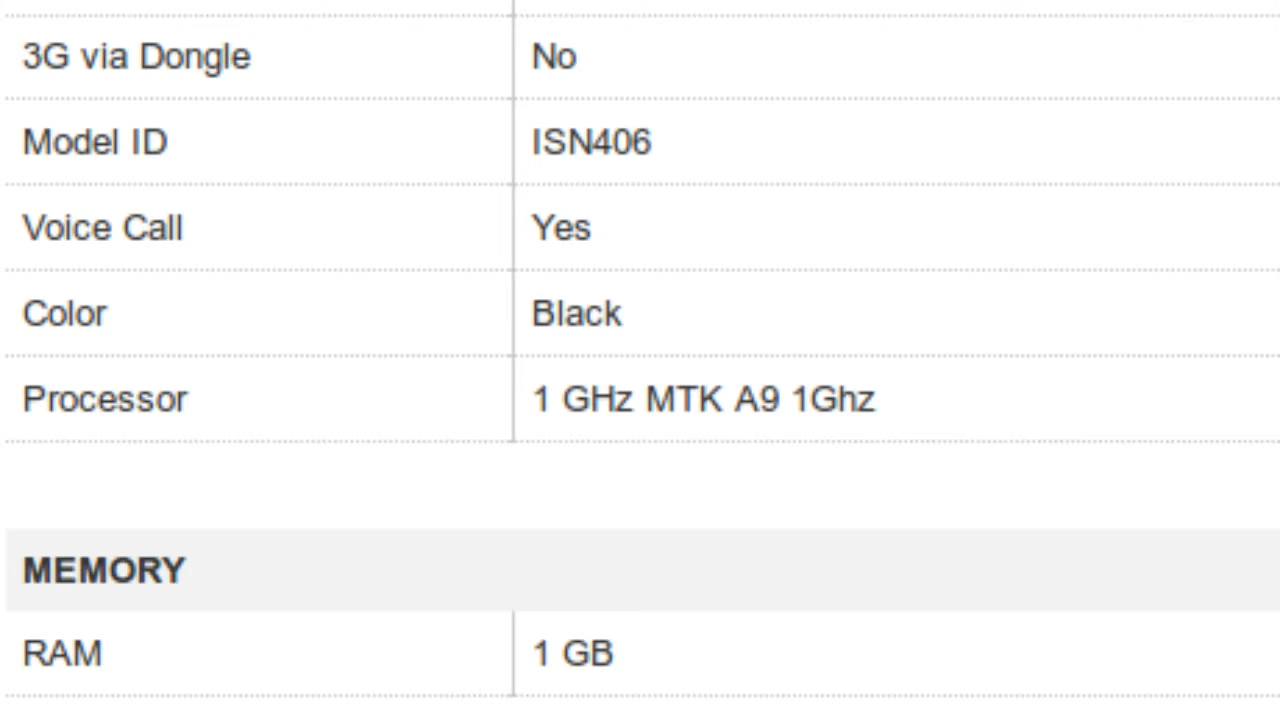 3G via Dongle No
Model ID ISN406
Voice Call Yes
Color Black
Processor 1 GHz MTK A9 1Ghz
MEMORY
RAM 1 GB